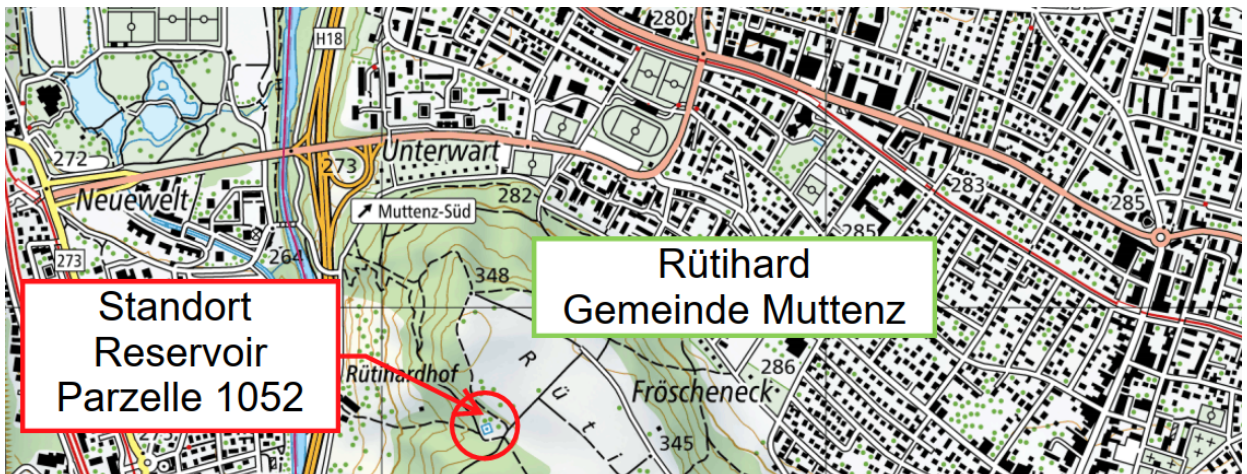 280
H18
272
273
Unterwart
Neuewelt
282
283
285
Muttenz-Süd
285
273
264
348
Rütihard
Gemeinde Muttenz
Standort
Reservoir
Parzelle 1052
Rütihardhof
R ü t i
Fröscheneck
286
345